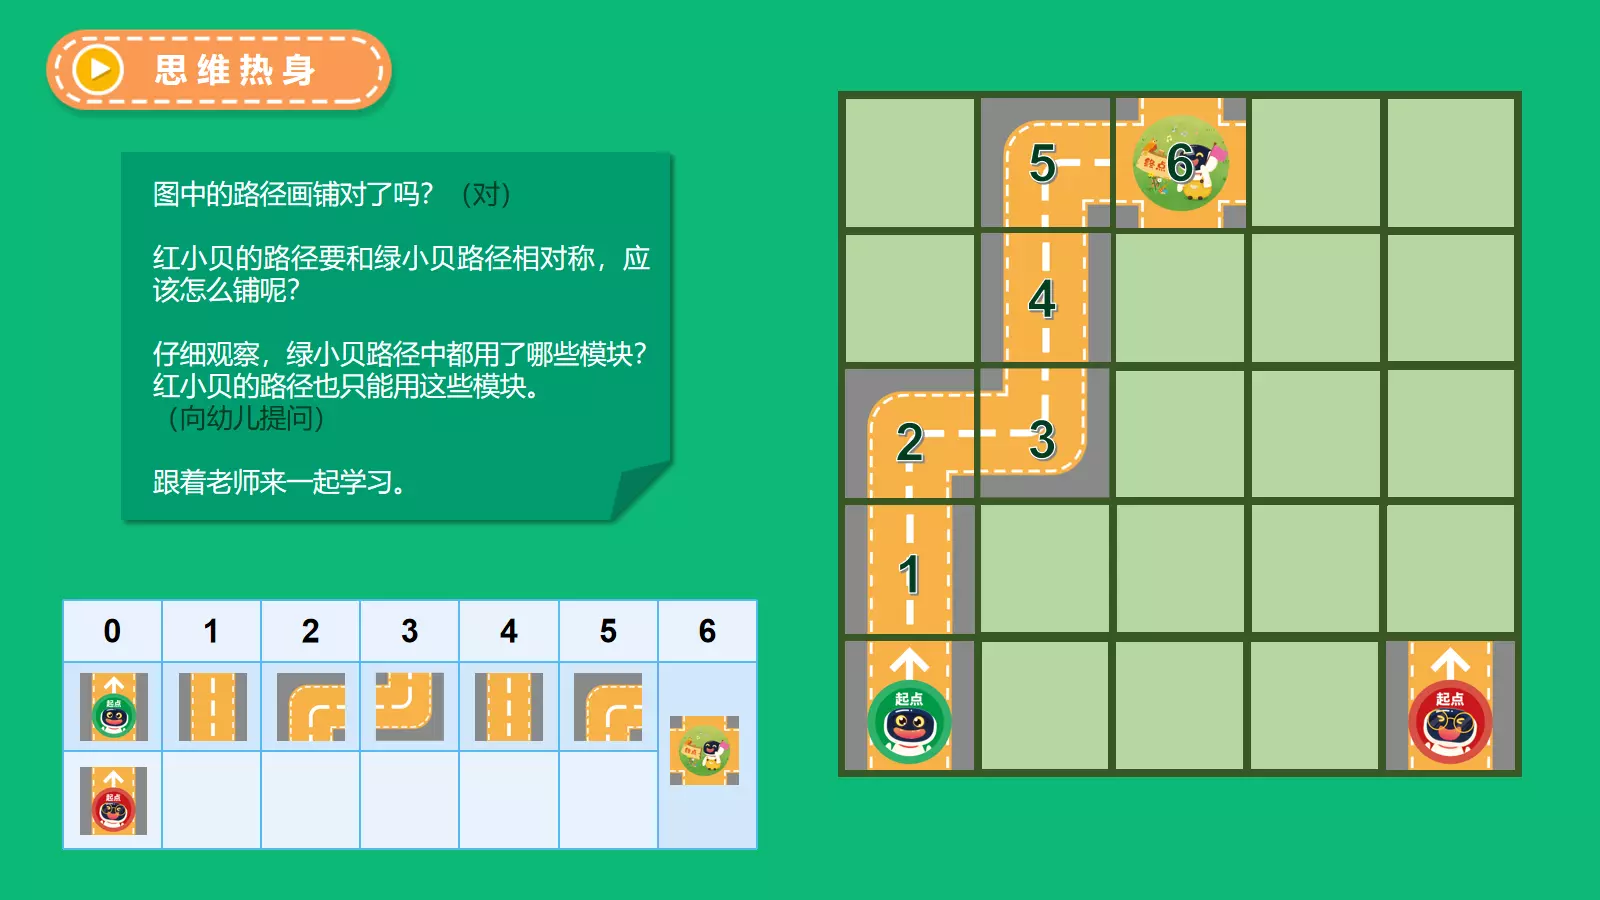 思维热身
图中的路径画铺对了吗？（对）
红小贝的路径要和绿小贝路径相对称，应
该怎么铺呢？
仔细观察，绿小贝路径中都用了哪些模块？
红小贝的路径也只能用这些模块。
（向幼儿提问）
跟着老师来一起学习。
0 1 2 3 4 5 6
起点
终点
起点
5 6
终点
4
2 3
1
起点 起点